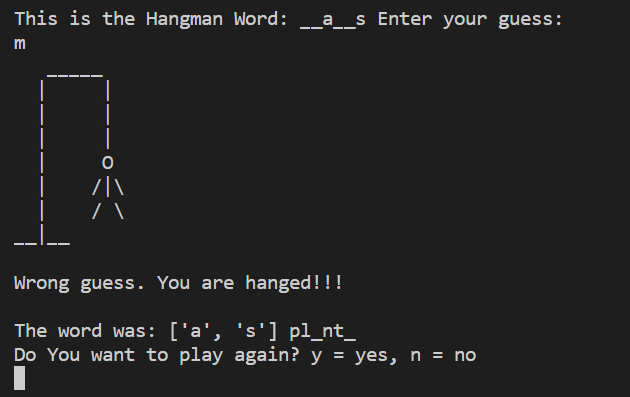 This is the Hangman Word: __a__s Enter your guess:
m
   _____
  |     |
  |     |
  |     |
  |     O
  |    /|\
  |    / \
__|__
Wrong guess. You are hanged!!!
The word was: ['a', 's'] pl_nt_
Do You want to play again? y = yes, n = no